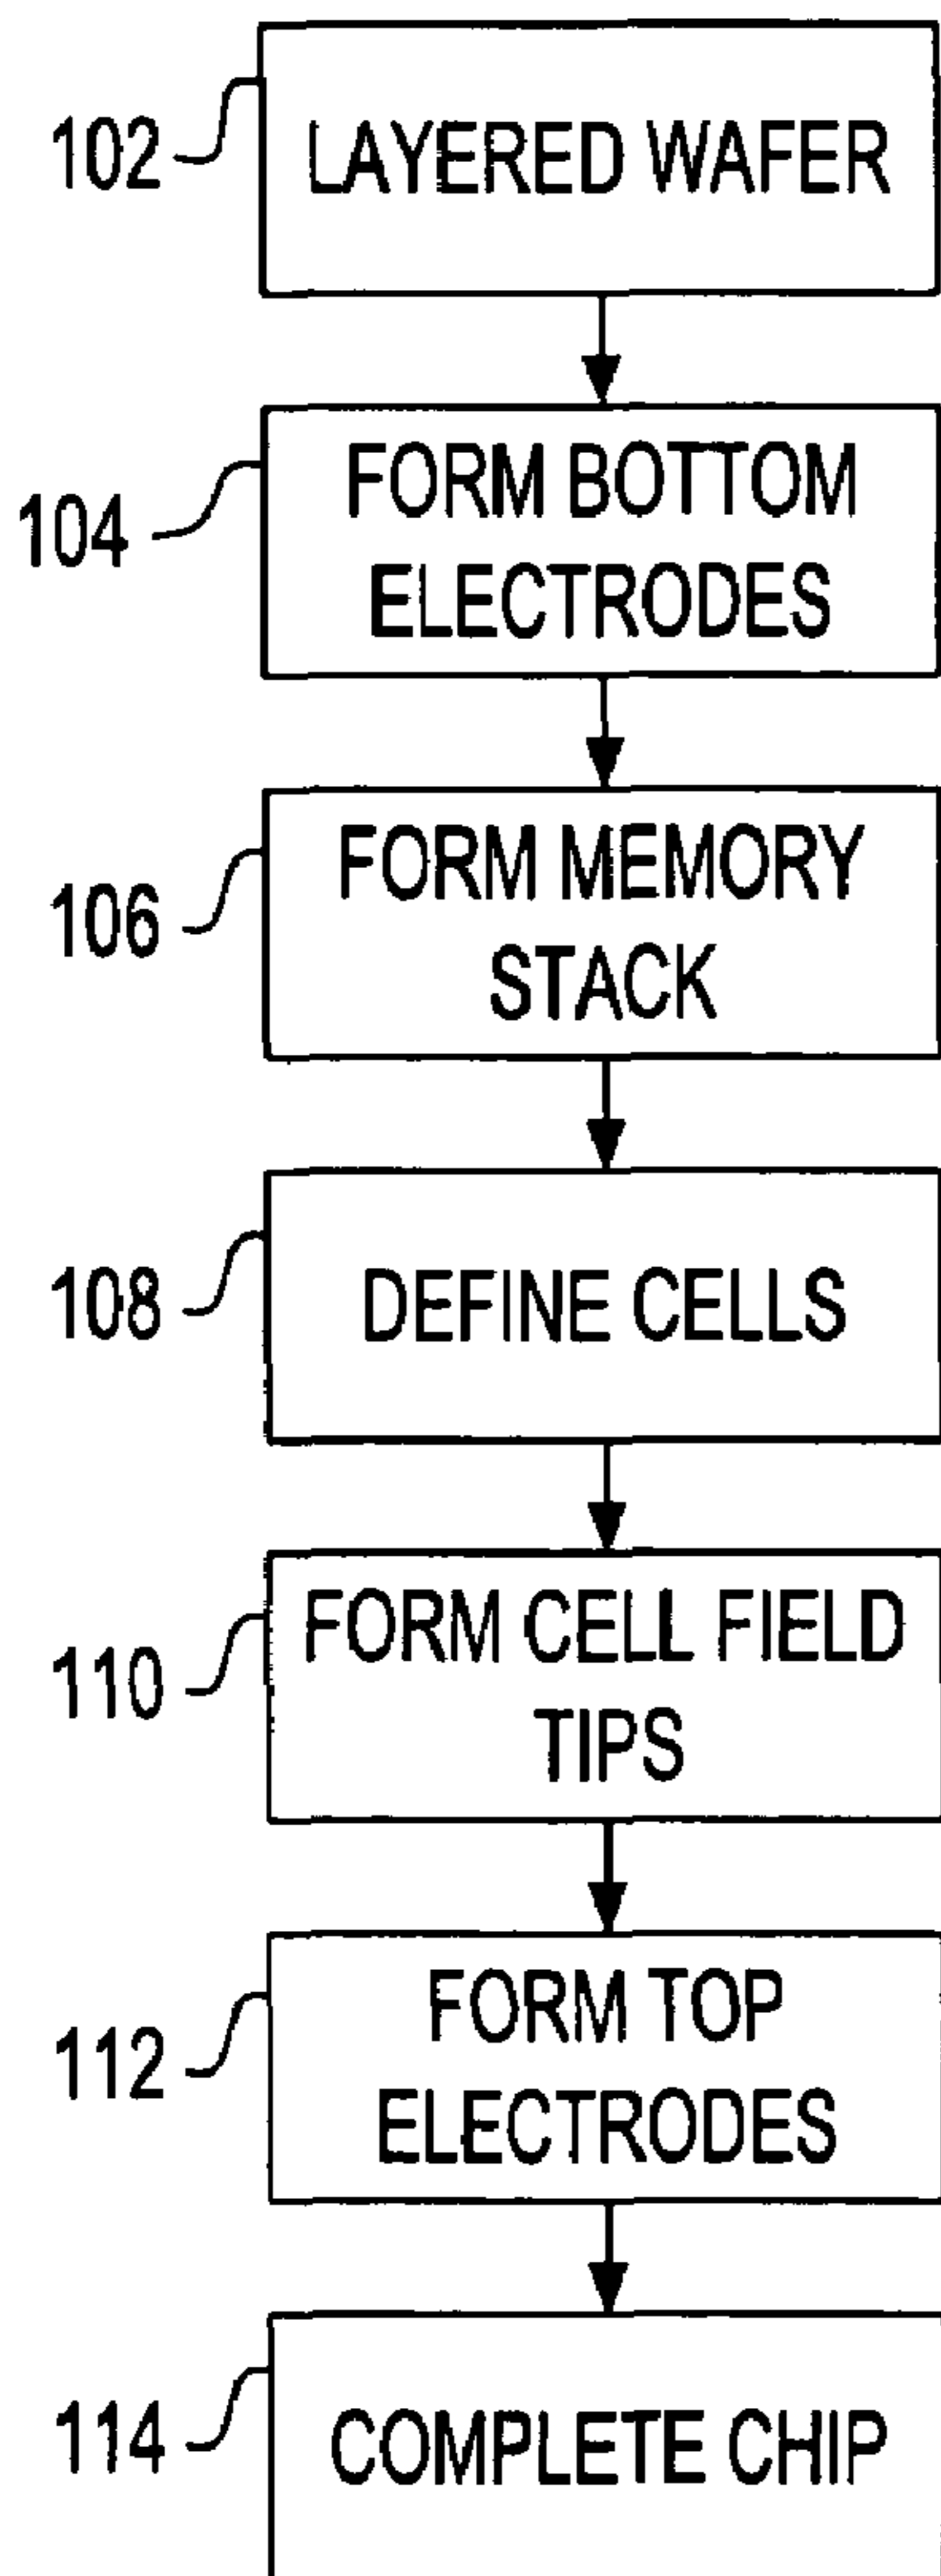 102
LAYERED WAFER
104
FORM BOTTOM
ELECTRODES
106
FORM MEMORY
STACK
108
DEFINE CELLS
110
FORM CELL FIELD
TIPS
112
FORM TOP
ELECTRODES
114
COMPLETE CHIP